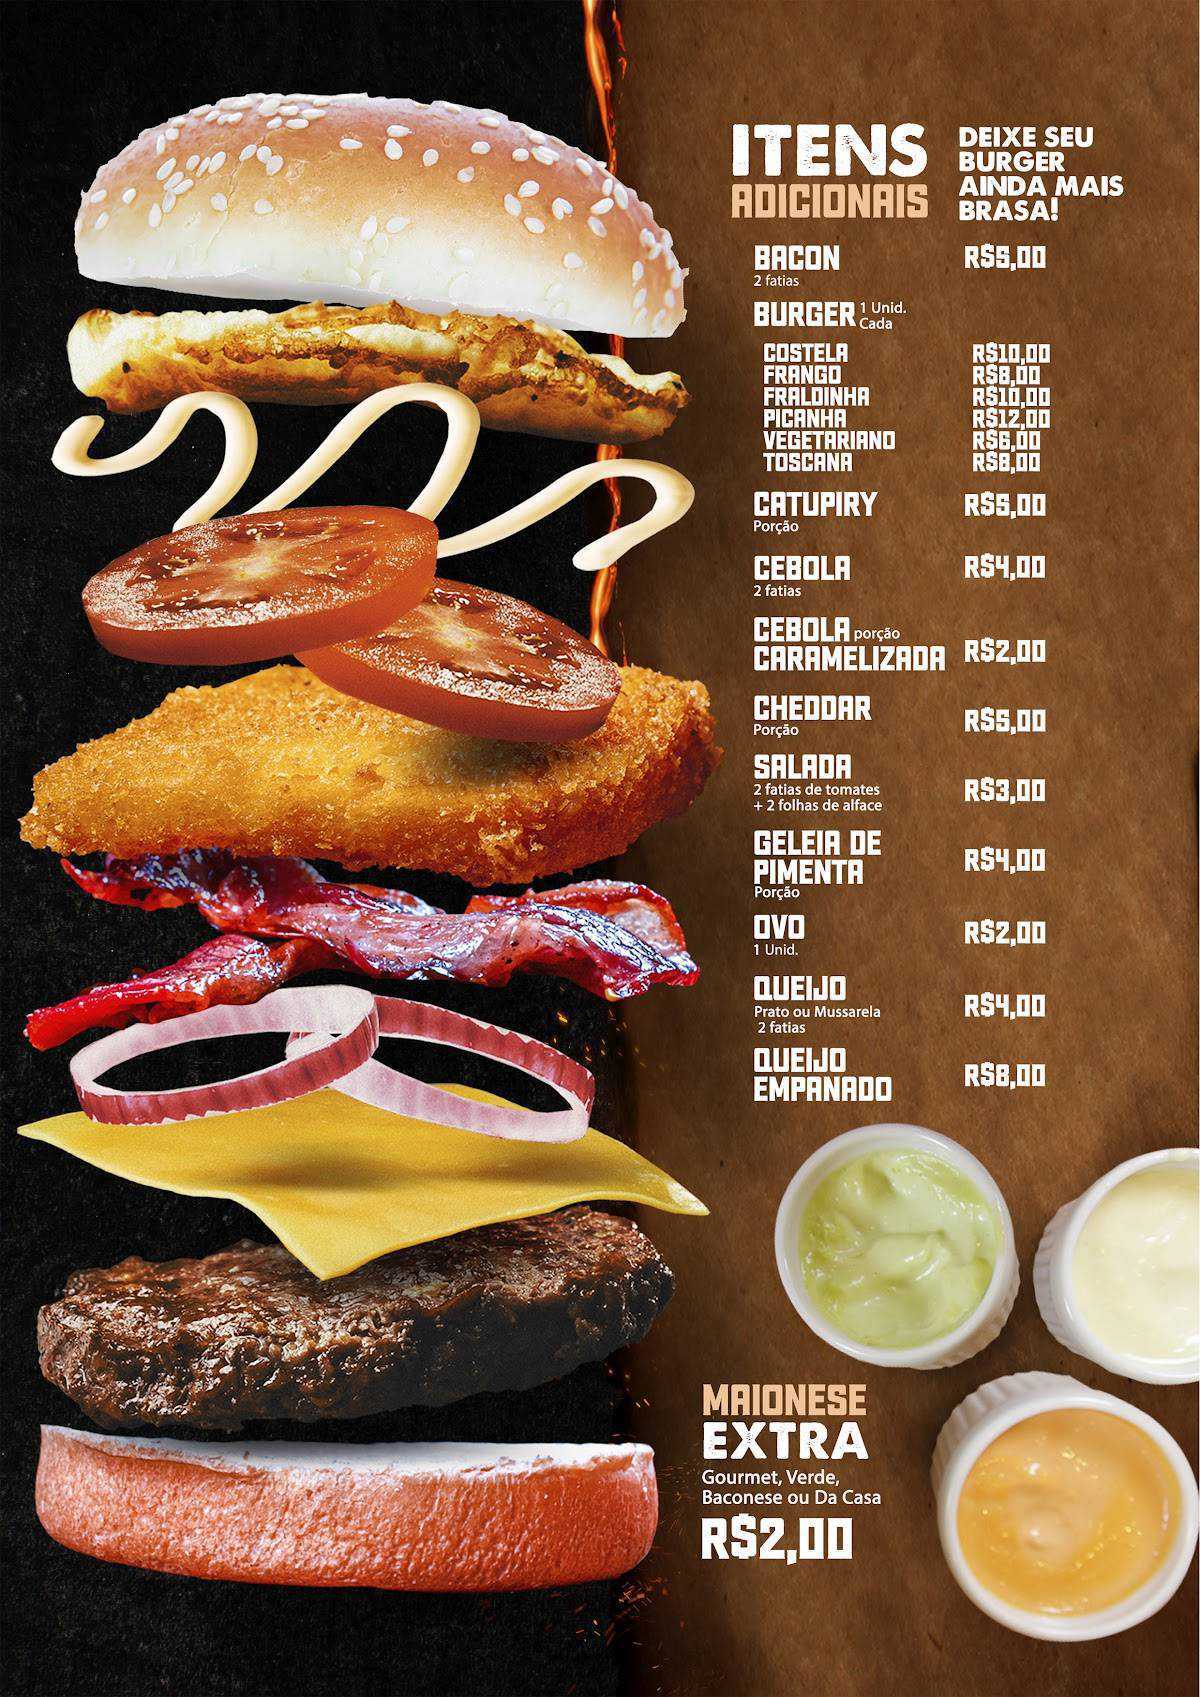 ITENS
ADICIONAIS
DEIXE SEU
BURGER
AINDA MAIS
BRASA!
BACON R$5,00
2 fatias
BURGER 1 Unid.
Cada
COSTELA R$10,00
FRANGO R$8,00
FRALDINHA R$10,00
PICANHA R$12,00
VEGETARIANO R$6,00
TOSCANA R$8,00
CATUPIRY R$5,00
Porção
CEBOLA R$4,00
2 fatias
CEBOLA porção
CARAMELIZADA R$2,00
CHEDDAR R$5,00
Porção
SALADA
2 fatias de tomates R$3,00
+ 2 folhas de alface
GELEIA DE
PIMENTA R$4,00
Porção
OVO R$2,00
1 Unid.
QUEIJO
Prato ou Mussarela R$4,00
2 fatias
QUEIJO
EMPANADO R$8,00
MAIONESE
EXTRA
Gourmet, Verde,
Baconese ou Da Casa
R$2,00